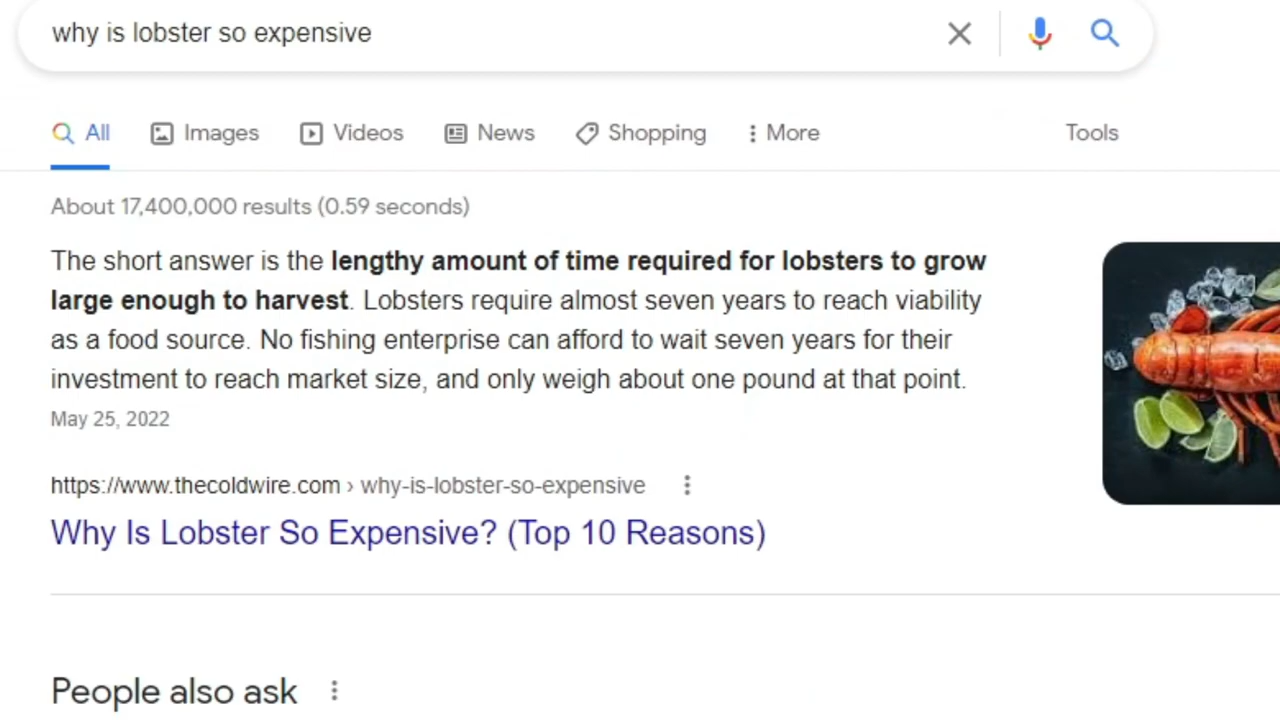 why is lobster so expensive
All Images Videos News Shopping More Tools
About 17,400,000 results (0.59 seconds)
The short answer is the lengthy amount of time required for lobsters to grow
large enough to harvest. Lobsters require almost seven years to reach viability
as a food source. No fishing enterprise can afford to wait seven years for their
investment to reach market size, and only weigh about one pound at that point.
May 25, 2022
https://www.thecoldwire.com › why-is-lobster-so-expensive
Why Is Lobster So Expensive? (Top 10 Reasons)
People also ask